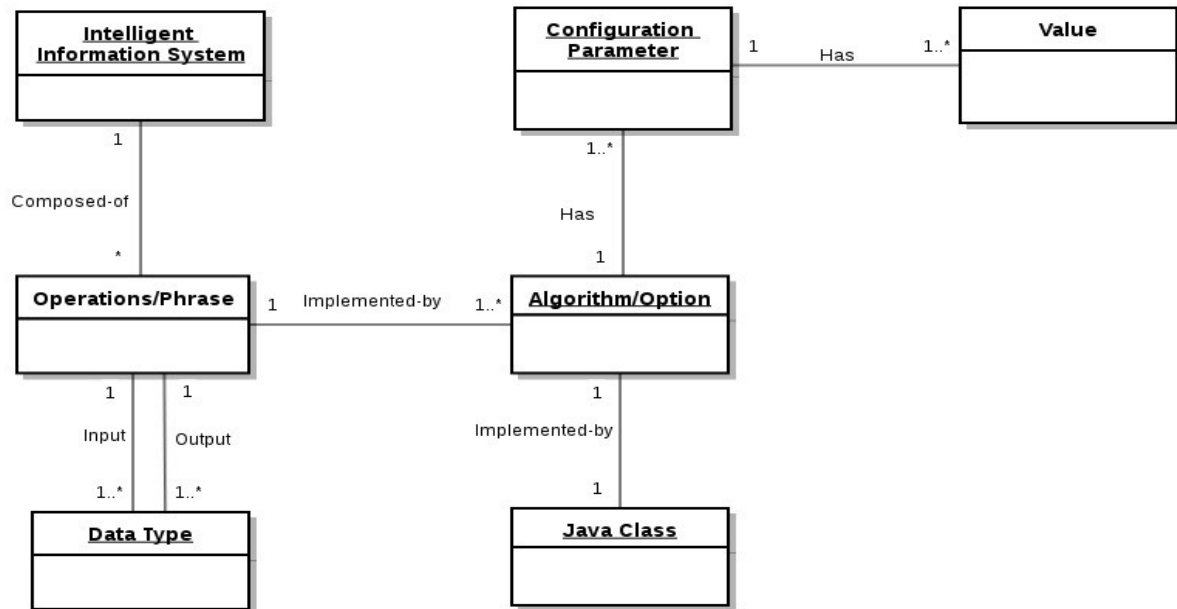 Intelligent
Information System
Configuration
Parameter
Value
1
Has
1..*
1
1..*
Composed-of
Has
*
1
Operations/Phrase
1
Implemented-by
1..*
Algorithm/Option
1
1
1
Input
Output
Implemented-by
1..*
1..*
1
Data Type
Java Class